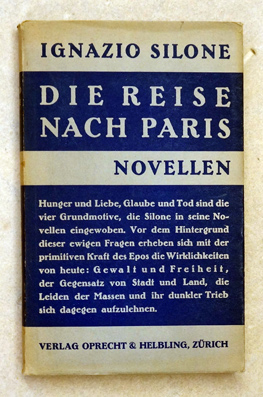 IGNAZIO SILONE
DIE REISE
NACH PARIS
NOVELLEN
Hunger und Liebe, Glaube und Tod sind die
vier Grundmotive, die Silone in seine No-
vellen eingewoben. Vor dem Hintergrund
dieser ewigen Fragen erheben sich mit der
primitiven Kraft des Epos die Wirklichkeiten
von heute: Gewalt und Freiheit,
der Gegensatz von Stadt und Land, die
Leiden der Massen und ihr dunkler Trieb
sich dagegen aufzulehnen.
VERLAG OPRECHT & HELBLING, ZÜRICH